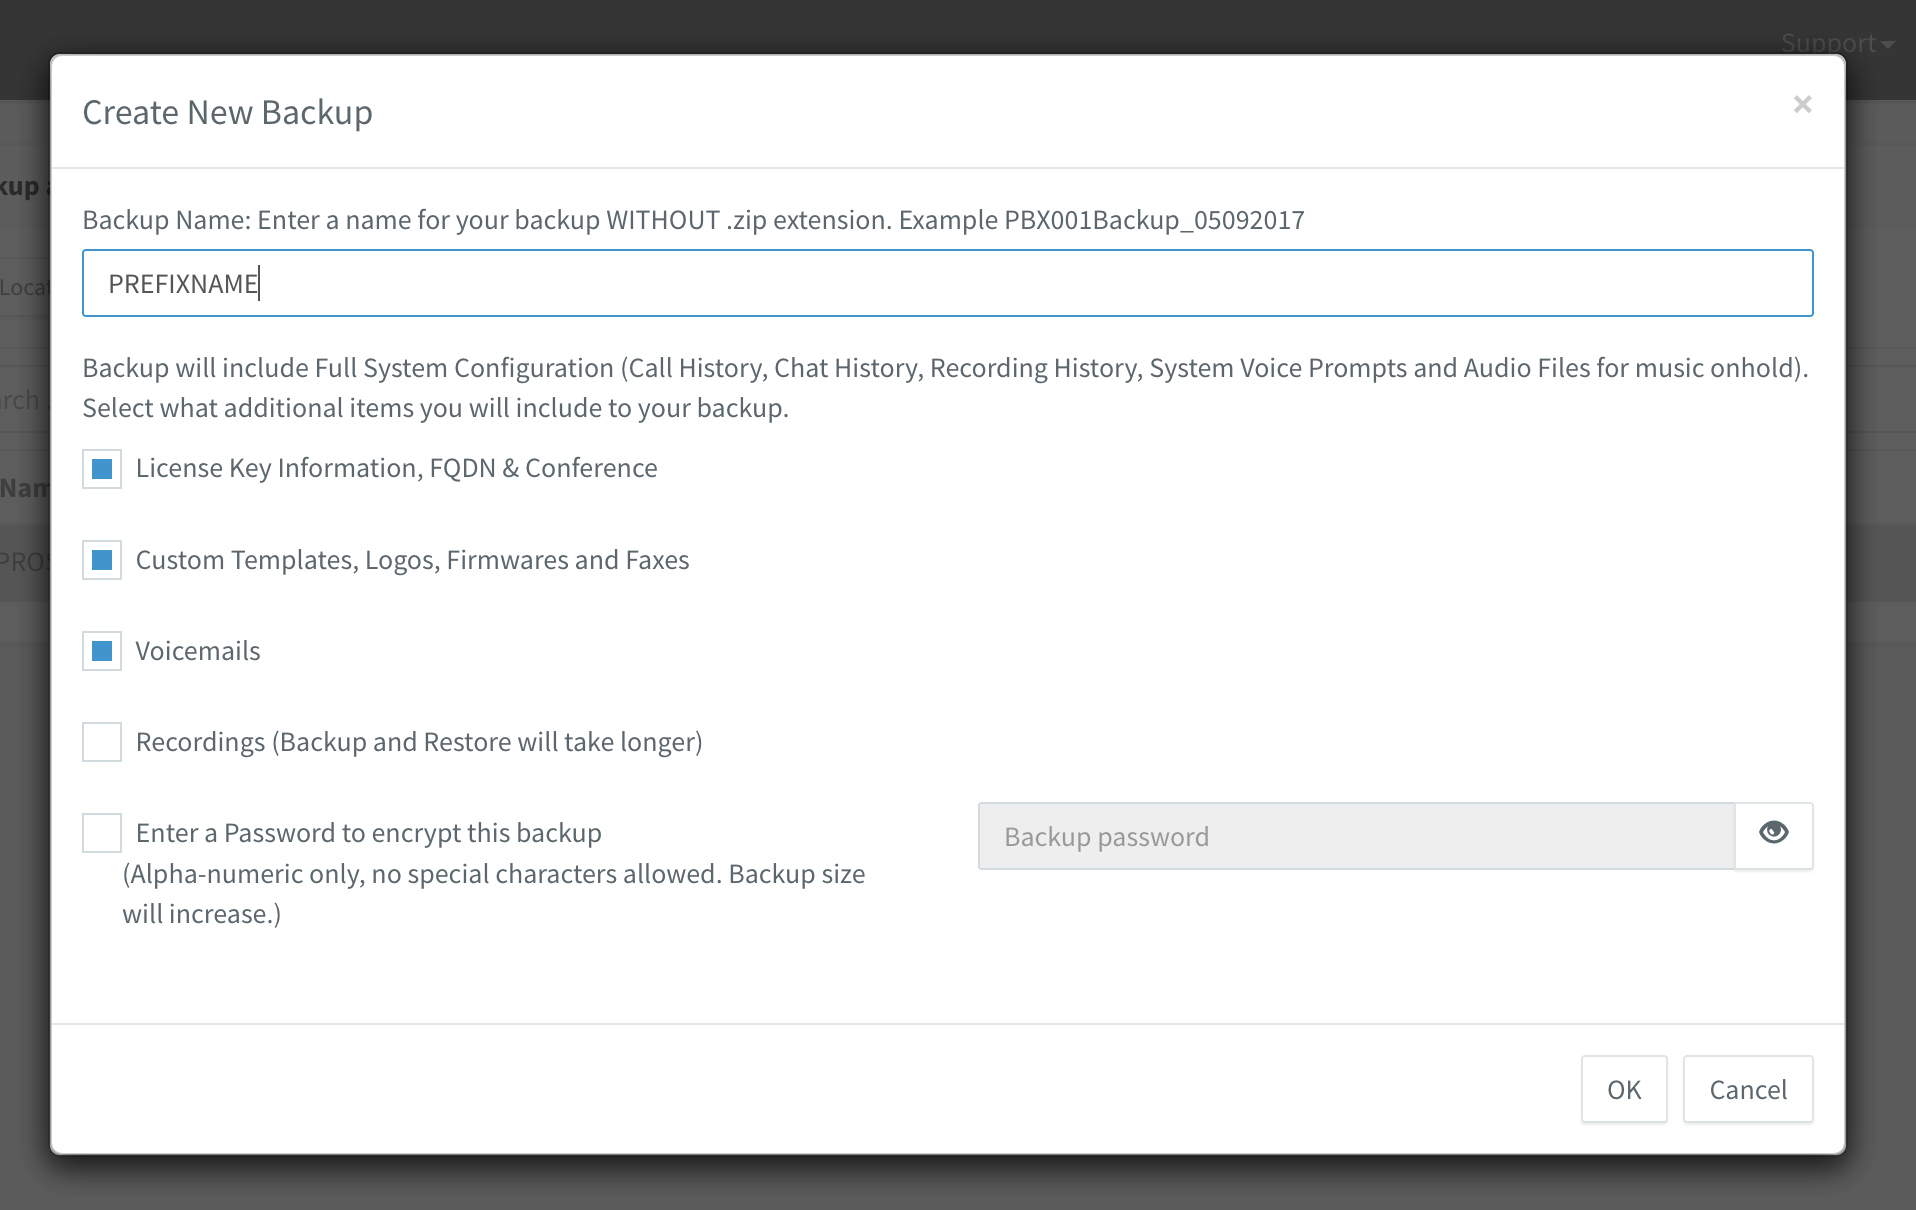 Support
Create New Backup
×
kup
Backup Name: Enter a name for your backup WITHOUT .zip extension. Example PBX001Backup_05092017
PREFIXNAME
Loca
Backup will include Full System Configuration (Call History, Chat History, Recording History, System Voice Prompts and Audio Files for music onhold).
Select what additional items you will include to your backup.
arch
License Key Information, FQDN & Conference
Nam
Custom Templates, Logos, Firmwares and Faxes
PROS
Voicemails
Recordings (Backup and Restore will take longer)
Enter a Password to encrypt this backup
Backup password
(Alpha-numeric only, no special characters allowed. Backup size
will increase.)
OK Cancel